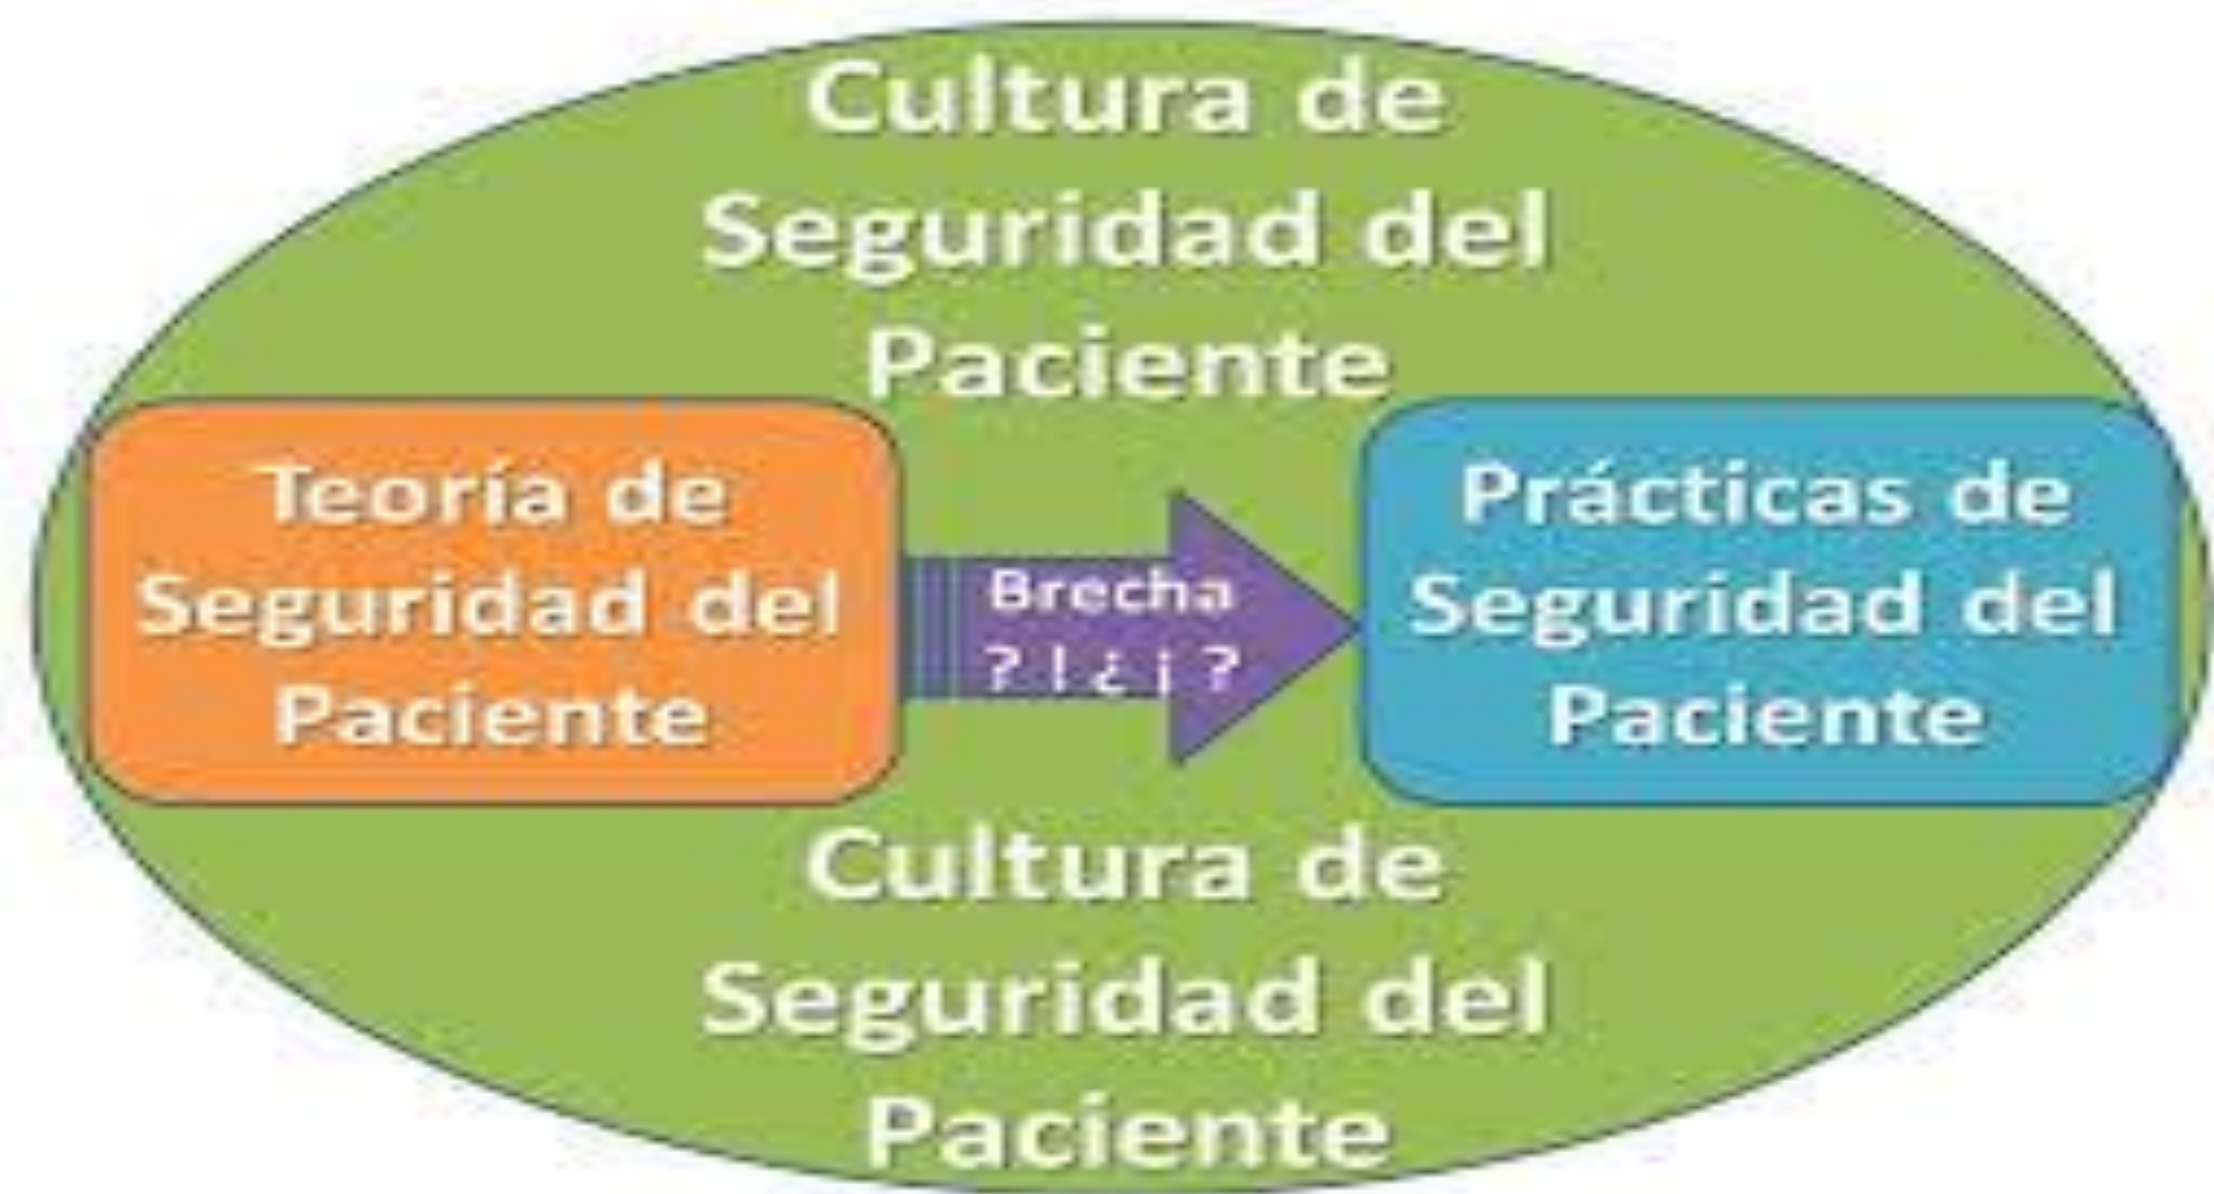 Cultura de
Seguridad del
Paciente
Teoría de
Seguridad del
Paciente
Brecha
? ! ¿ ¡ ?
Prácticas de
Seguridad del
Paciente
Cultura de
Seguridad del
Paciente